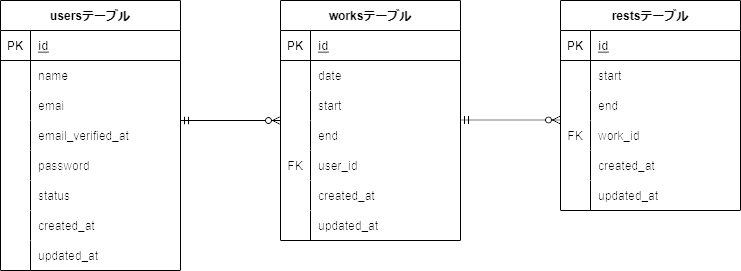 usersテーブル
PK id
name
emai
email_verified_at
password
status
created_at
updated_at
worksテーブル
PK id
date
start
end
FK user_id
created_at
updated_at
restsテーブル
PK id
start
end
FK work_id
created_at
updated_at